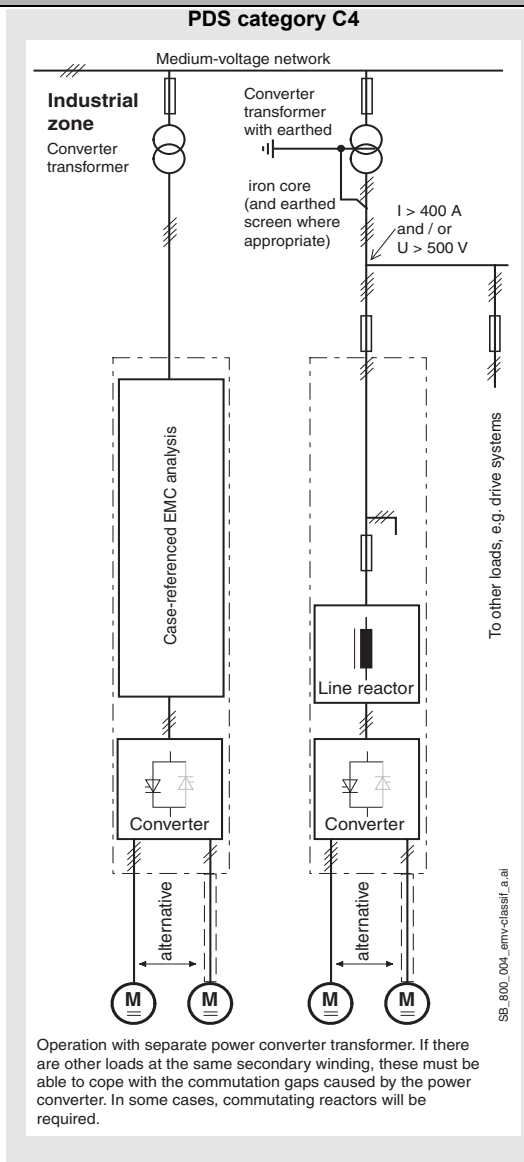 PDS category C4
Medium-voltage network
Industrial
zone
Converter
transformer
Converter
transformer
with earthed
iron core
(and earthed
screen where
appropriate)
I > 400 A
and / or
U > 500 V
Case-referenced EMC analysis
To other loads, e.g. drive systems
Line reactor
Converter
Converter
alternative
alternative
M
M
M
M
SB_800_004_emv-classif_a.ai
Operation with separate power converter transformer. If there
are other loads at the same secondary winding, these must be
able to cope with the commutation gaps caused by the power
converter. In some cases, commutating reactors will be
required.